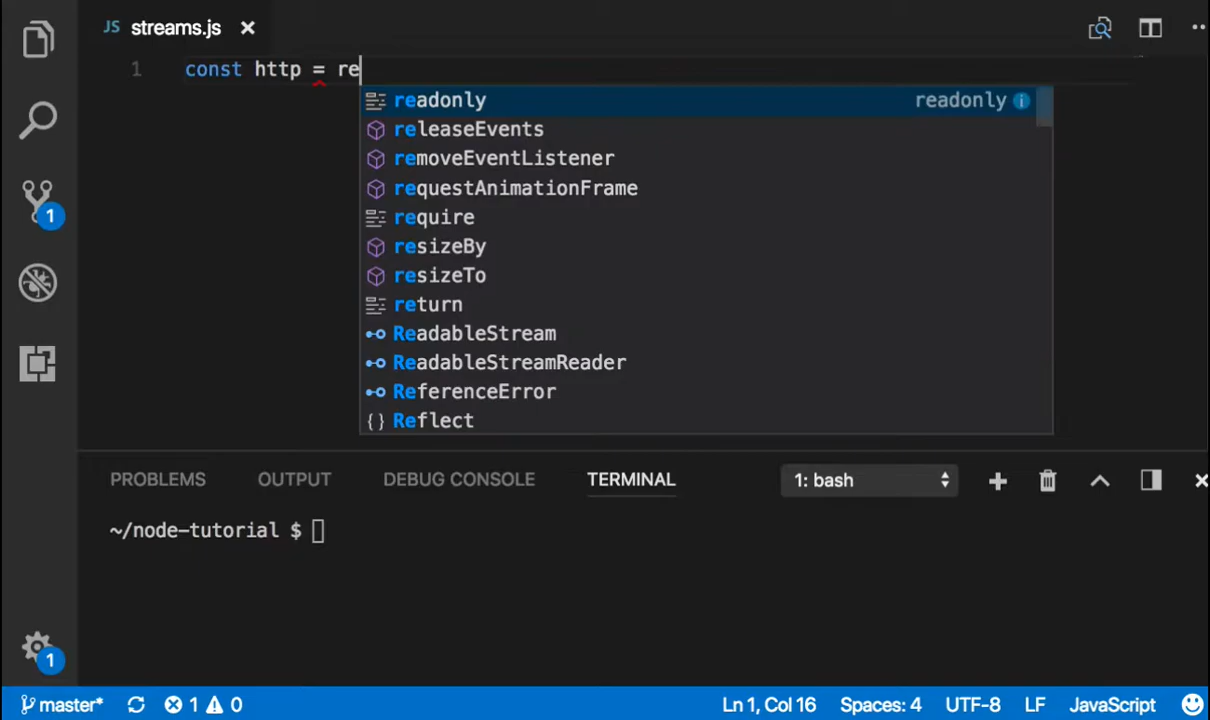 JS streams.js
1 const http = re
readonly readonly
releaseEvents
removeEventListener
requestAnimationFrame
require
resizeBy
resizeTo
return
ReadableStream
ReadableStreamReader
ReferenceError
{} Reflect
1
PROBLEMS OUTPUT DEBUG CONSOLE TERMINAL 1: bash
~/node-tutorial $
1
master* 1 0 Ln 1, Col 16 Spaces: 4 UTF-8 LF JavaScript